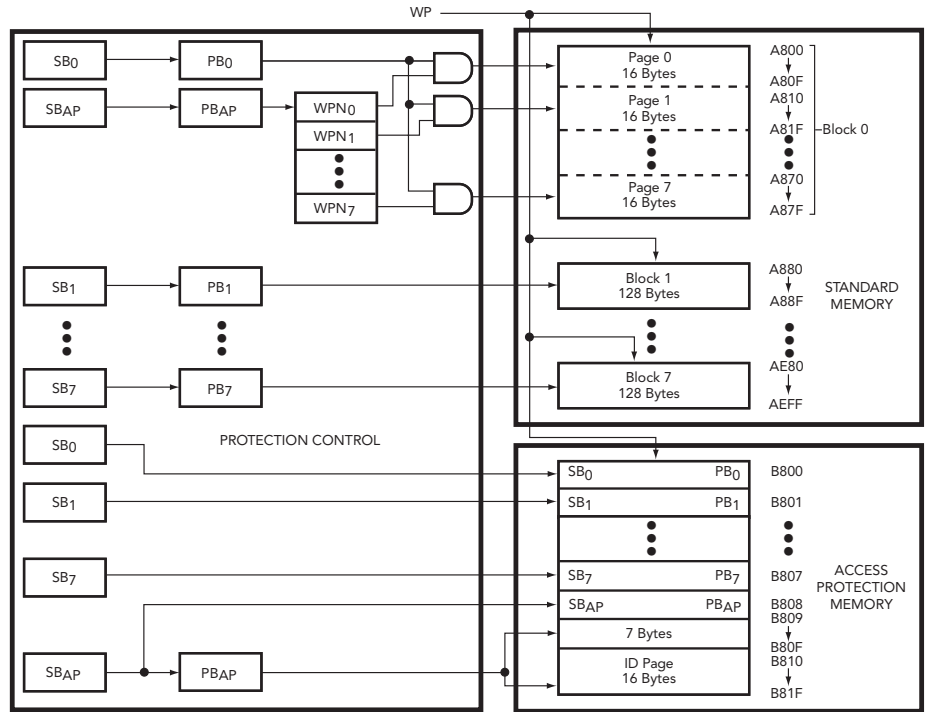 WP
SB0 PB0
SBAP PBAP
WPN0
WPN1
WPN7
Page 0
16 Bytes
Page 1
16 Bytes
Page 7
16 Bytes
A800
A80F
A810
A81F
A870
A87F
Block 0
SB1 PB1
Block 1
128 Bytes
A880
A88F
STANDARD
MEMORY
SB7 PB7
Block 7
128 Bytes
AE80
AEFF
PROTECTION CONTROL
SB0
SB1
SB7
SBAP PBAP
SB0 PB0 B800
SB1 PB1 B801
SB7 PB7 B807
SBAP PBAP B808
7 Bytes
B809
B80F
ID Page
16 Bytes
B810
B81F
ACCESS
PROTECTION
MEMORY